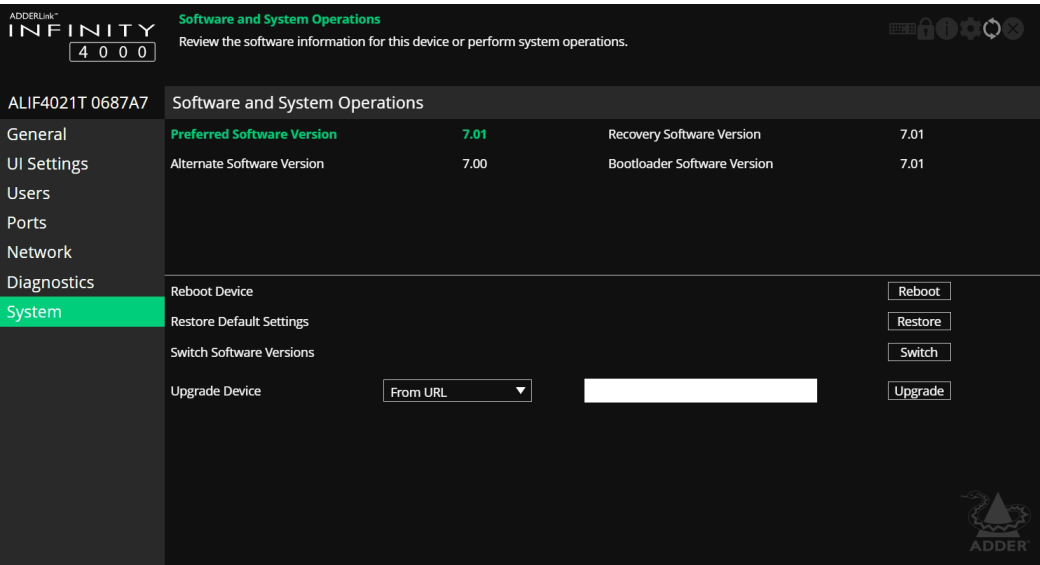 ADDERLink™
INFINITY
4000
Software and System Operations
Review the software information for this device or perform system operations.
ALIF4021T 0687A7
Software and System Operations
General
UI Settings
Users
Ports
Network
Diagnostics
System
Preferred Software Version 7.01 Recovery Software Version 7.01
Alternate Software Version 7.00 Bootloader Software Version 7.01
Reboot Device Reboot
Restore Default Settings Restore
Switch Software Versions Switch
Upgrade Device From URL Upgrade
ADDER®